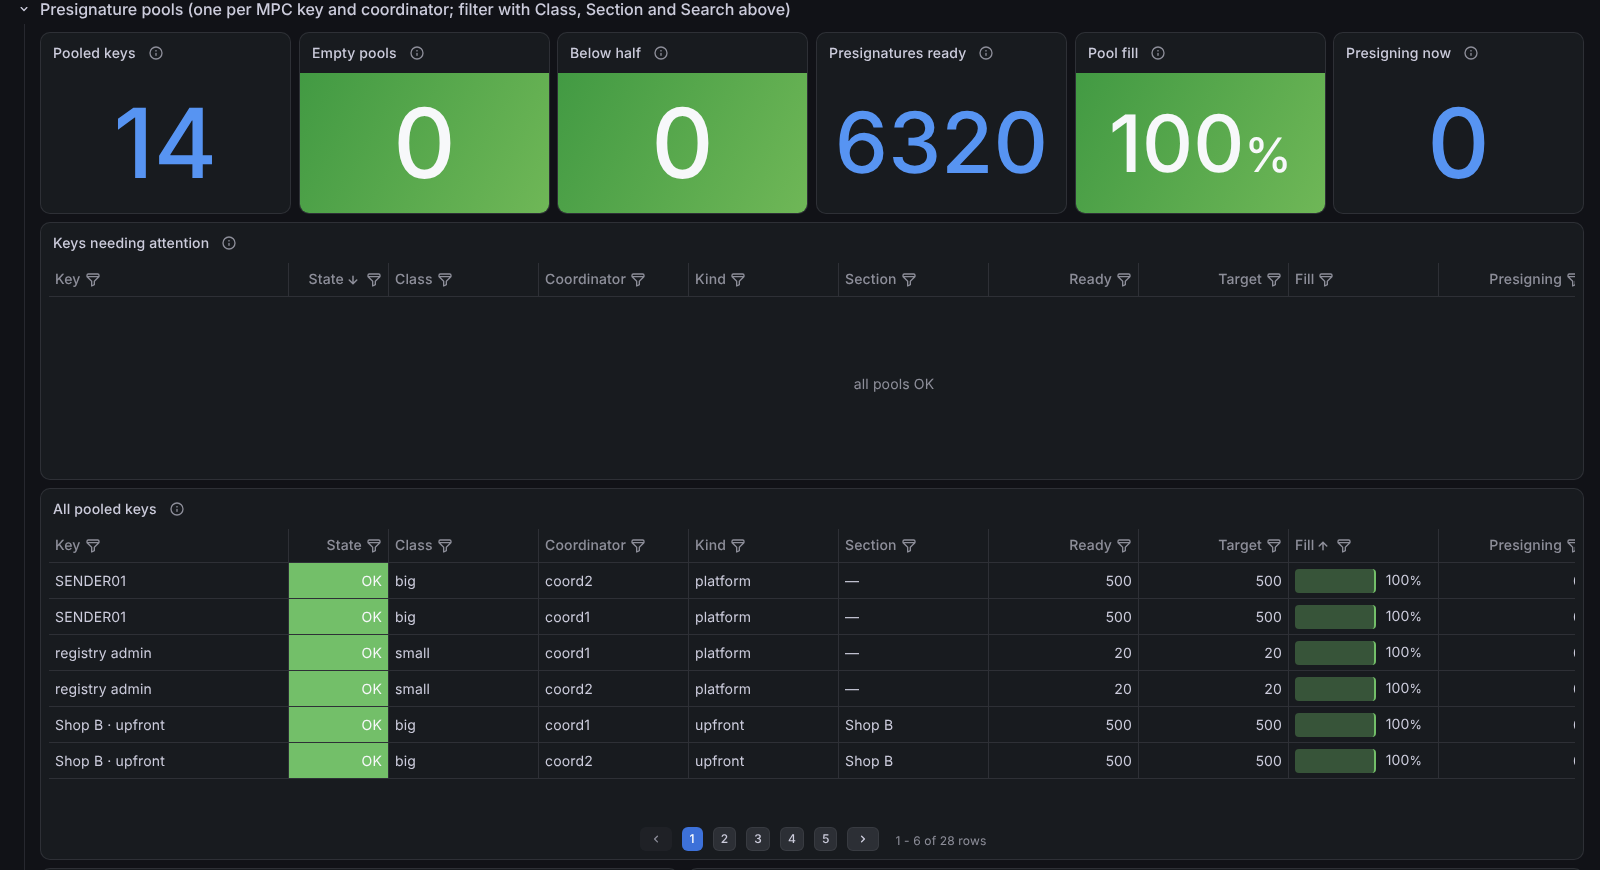 Presignature pools (one per MPC key and coordinator; filter with Class, Section and Search above)
Pooled keys
14
Empty pools
0
Below half
0
Presignatures ready
6320
Pool fill
100%
Presigning now
0
Keys needing attention
Key State Class Coordinator Kind Section Ready Target Fill Presigning
all pools OK
All pooled keys
Key State Class Coordinator Kind Section Ready Target Fill Presigning
SENDER01 OK big coord2 platform — 500 500 100%
SENDER01 OK big coord1 platform — 500 500 100%
registry admin OK small coord1 platform — 20 20 100%
registry admin OK small coord2 platform — 20 20 100%
Shop B · upfront OK big coord1 upfront Shop B 500 500 100%
Shop B · upfront OK big coord2 upfront Shop B 500 500 100%
1 2 3 4 5 1 - 6 of 28 rows